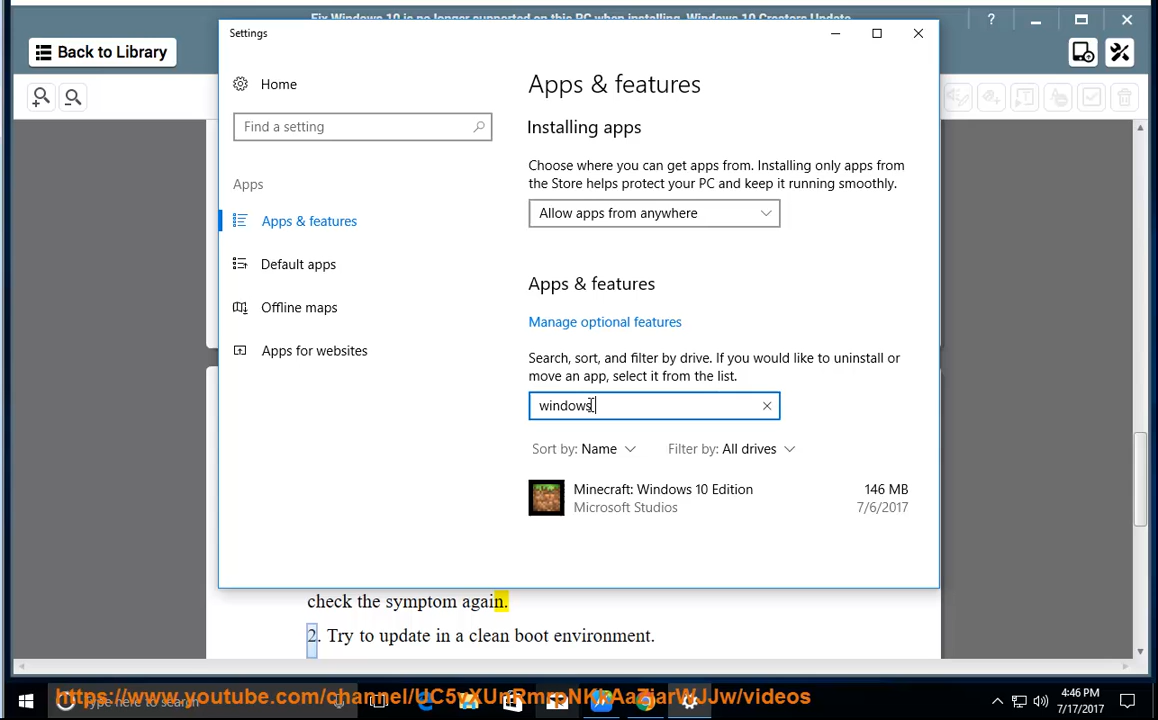 Fix Windows 10 is no longer supported on this PC when installing Windows 10 Creators Update
?
Back to Library
Settings
Home
Find a setting
Apps
Apps & features
Default apps
Offline maps
Apps for websites
Apps & features
Installing apps
Choose where you can get apps from. Installing only apps from
the Store helps protect your PC and keep it running smoothly.
Allow apps from anywhere
Apps & features
Manage optional features
Search, sort, and filter by drive. If you would like to uninstall or
move an app, select it from the list.
windows
Sort by: Name Filter by: All drives
Minecraft: Windows 10 Edition 146 MB
Microsoft Studios 7/6/2017
check the symptom again.
2. Try to update in a clean boot environment.
Type here to search
4:46 PM
7/17/2017